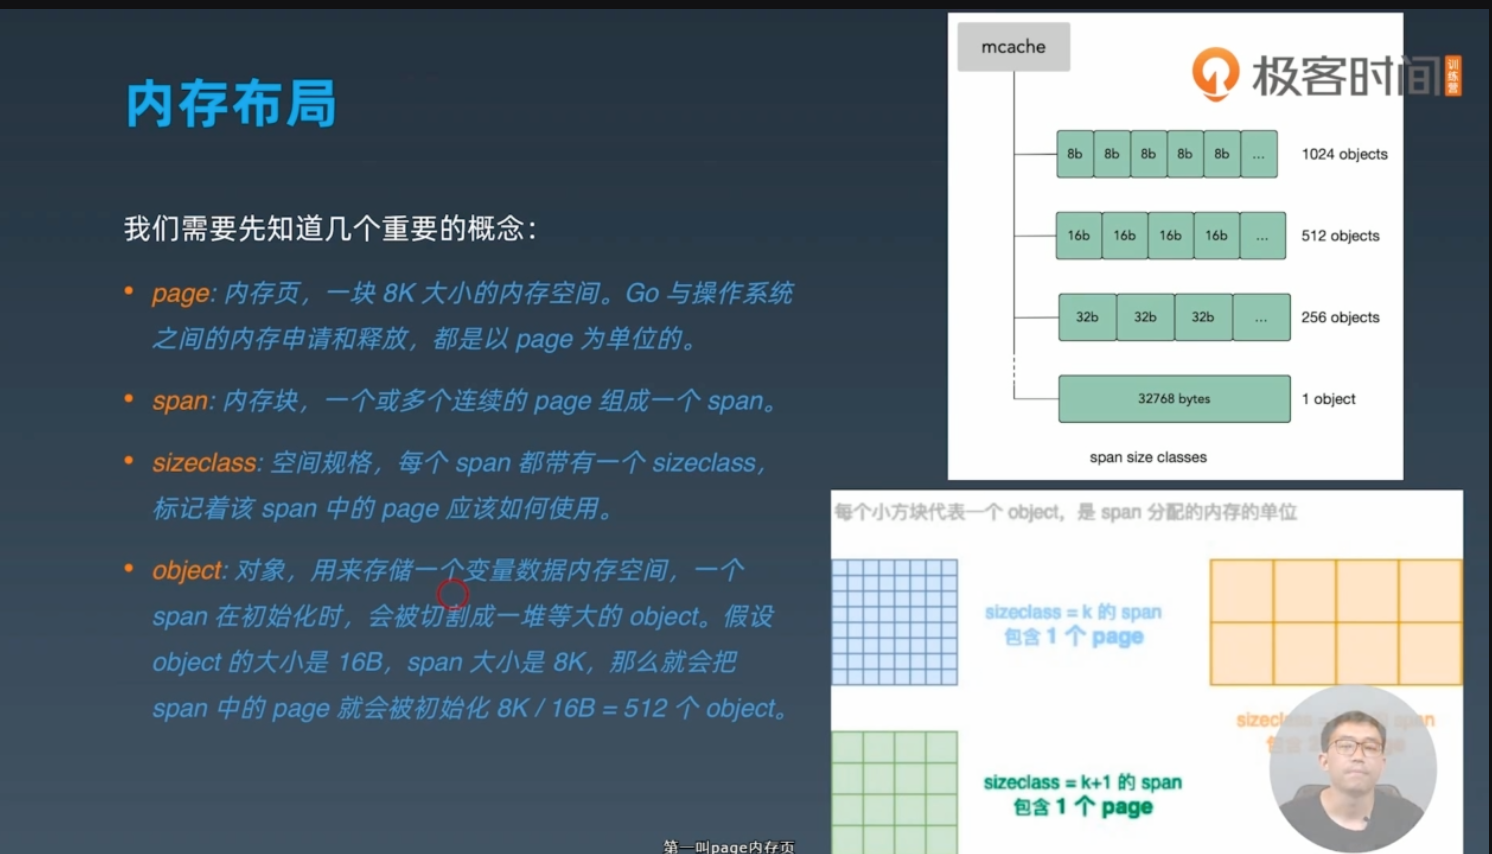 内存布局
我们需要先知道几个重要的概念：
• page: 内存页，一块 8K 大小的内存空间。Go 与操作系统
之间的内存申请和释放，都是以 page 为单位的。
• span: 内存块，一个或多个连续的 page 组成一个 span。
• sizeclass: 空间规格，每个 span 都带有一个 sizeclass，
标记着该 span 中的 page 应该如何使用。
• object: 对象，用来存储一个变量数据内存空间，一个
span 在初始化时，会被切割成一堆等大的 object。假设
object 的大小是 16B，span 大小是 8K，那么就会把
span 中的 page 就会被初始化 8K / 16B = 512 个 object。
mcache
极客时间
训练营
8b 8b 8b 8b 8b ... 1024 objects
16b 16b 16b 16b ... 512 objects
32b 32b 32b ... 256 objects
32768 bytes 1 object
span size classes
每个小方块代表一个 object，是 span 分配的内存的单位
sizeclass = k 的 span
包含 1 个 page
sizeclass = k+1 的 span
包含 1 个 page
第一叫page内存页